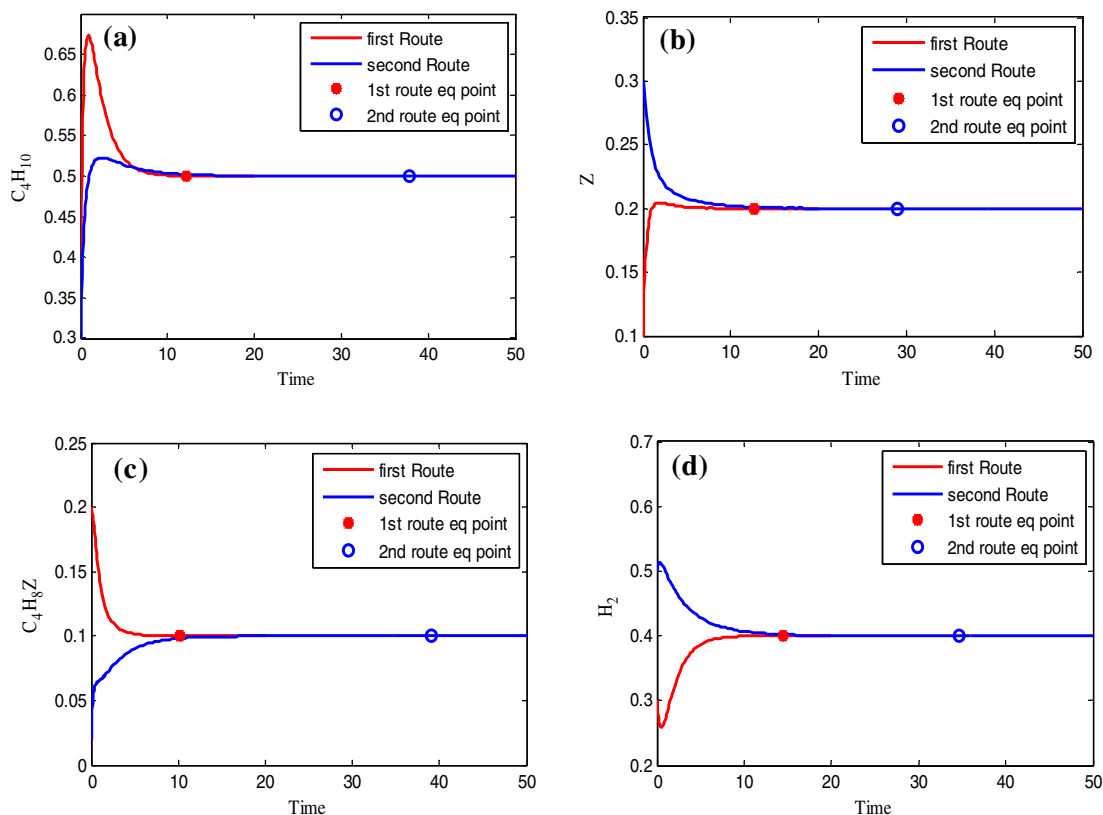 (a)
first Route
second Route
1st route eq point
2nd route eq point
0.65
0.6
0.55
0.5
0.45
0.4
0.35
0.3
C4H10
0 10 20 30 40 50
Time
(b)
first Route
second Route
1st route eq point
2nd route eq point
0.35
0.3
0.25
0.2
0.15
0.1
Z
0 10 20 30 40 50
Time
(c)
first Route
second Route
1st route eq point
2nd route eq point
0.25
0.2
0.15
0.1
0.05
0
C4H8Z
0 10 20 30 40 50
Time
(d)
first Route
second Route
1st route eq point
2nd route eq point
0.7
0.6
0.5
0.4
0.3
0.2
H2
0 10 20 30 40 50
Time